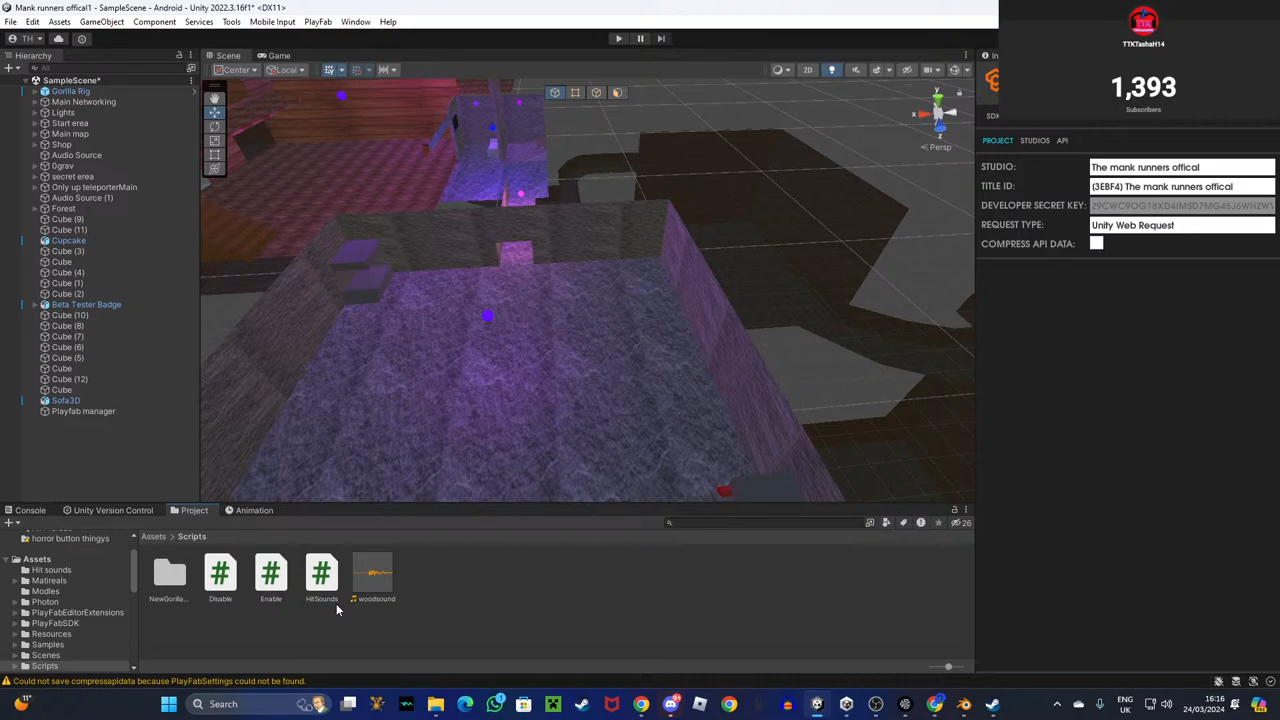 Mank runners offical1 - SampleScene - Android - Unity 2022.3.16f1* <DX11>
File Edit Assets GameObject Component Services Tools Mobile Input PlayFab Window Help
TH
Hierarchy
All
SampleScene*
Gorilla Rig
Main Networking
Lights
Start erea
Main map
Shop
Audio Source
0grav
secret erea
Only up teleporterMain
Audio Source (1)
Forest
Cube (9)
Cube (11)
Cupcake
Cube (3)
Cube
Cube (4)
Cube (1)
Cube (2)
Beta Tester Badge
Cube (10)
Cube (8)
Cube (7)
Cube (6)
Cube (5)
Cube
Cube (12)
Cube
Sofa3D
Playfab manager
Scene Game
Center Local 2D
y
x
z
Persp
TTKTashaH14
1,393
Subscribers
PROJECT STUDIOS API
STUDIO: The mank runners offical
TITLE ID: (3EBF4) The mank runners offical
DEVELOPER SECRET KEY:
REQUEST TYPE: Unity Web Request
COMPRESS API DATA:
Console Unity Version Control Project Animation
26
horror button thingys
Assets
Hit sounds
Matireals
Modles
Photon
PlayFabEditorExtensions
PlayFabSDK
Resources
Samples
Scenes
Scripts
Assets > Scripts
NewGorilla... Disable Enable HitSounds woodsound
Could not save compressapidata because PlayFabSettings could not be found.
11°
Search
ENG
UK
16:16
24/03/2024